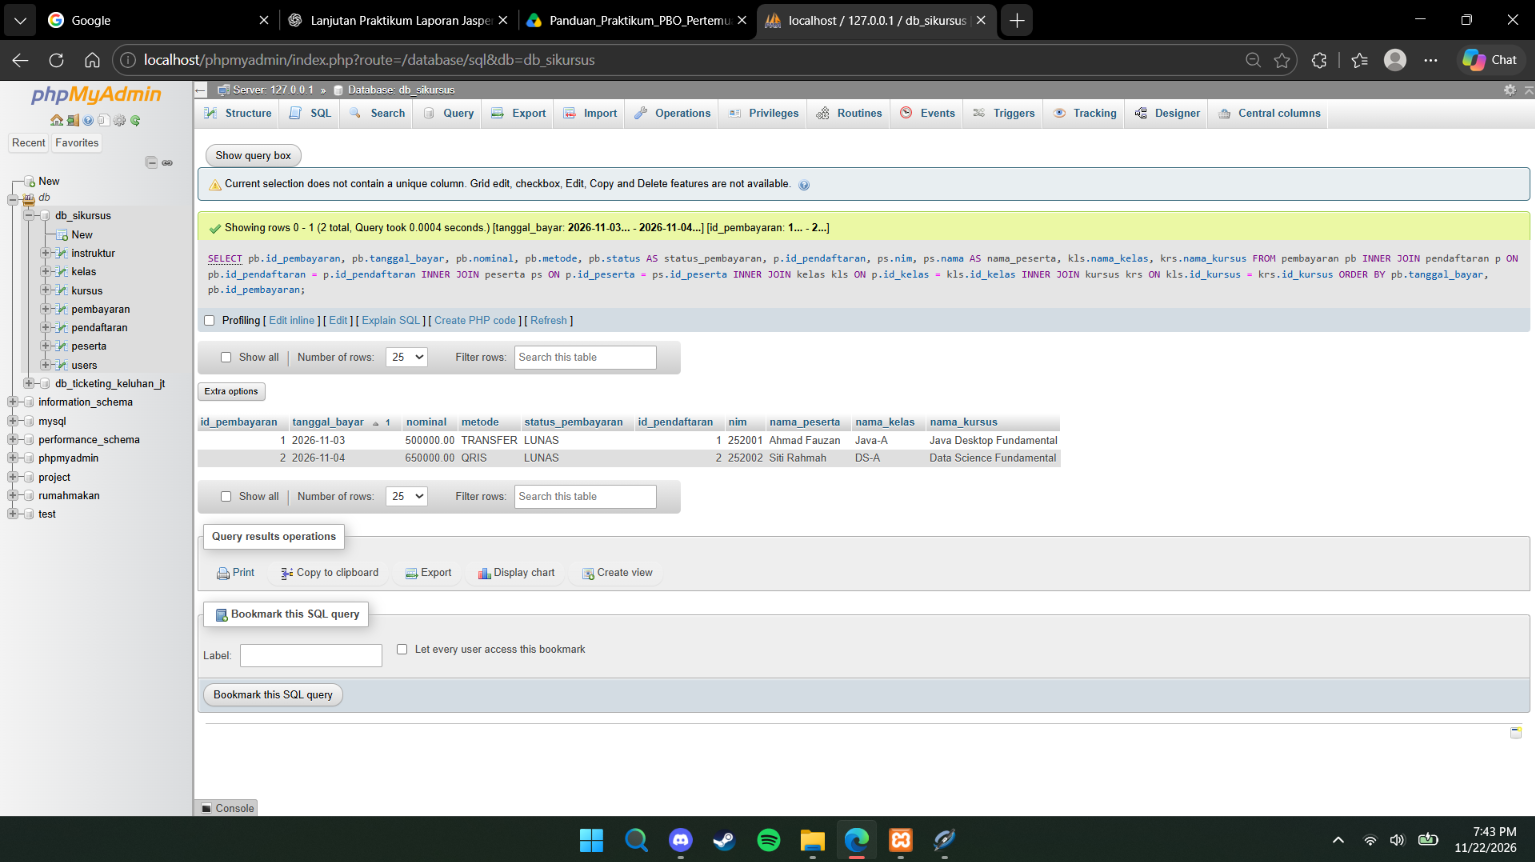 Google
Lanjutan Praktikum Laporan Jaspe
Panduan_Praktikum_PBO_Pertemu
localhost / 127.0.0.1 / db_sikursus
localhost/phpmyadmin/index.php?route=/database/sql&db=db_sikursus
Chat
phpMyAdmin
Recent
Favorites
New
db
db_sikursus
New
instruktur
kelas
kursus
pembayaran
pendaftaran
peserta
users
db_ticketing_keluhan_jt
information_schema
mysql
performance_schema
phpmyadmin
project
rumahmakan
test
Server: 127.0.0.1 » Database: db_sikursus
Structure SQL Search Query Export Import Operations Privileges Routines Events Triggers Tracking Designer Central columns
Show query box
Current selection does not contain a unique column. Grid edit, checkbox, Edit, Copy and Delete features are not available.
Showing rows 0 - 1 (2 total, Query took 0.0004 seconds.) [tanggal_bayar: 2026-11-03... - 2026-11-04...] [id_pembayaran: 1... - 2...]
SELECT pb.id_pembayaran, pb.tanggal_bayar, pb.nominal, pb.metode, pb.status AS status_pembayaran, p.id_pendaftaran, ps.nim, ps.nama AS nama_peserta, kls.nama_kelas, krs.nama_kursus FROM pembayaran pb INNER JOIN pendaftaran p ON
pb.id_pendaftaran = p.id_pendaftaran INNER JOIN peserta ps ON p.id_peserta = ps.id_peserta INNER JOIN kelas kls ON p.id_kelas = kls.id_kelas INNER JOIN kursus krs ON kls.id_kursus = krs.id_kursus ORDER BY pb.tanggal_bayar,
pb.id_pembayaran;
Profiling [ Edit inline ] [ Edit ] [ Explain SQL ] [ Create PHP code ] [ Refresh ]
Show all Number of rows: 25 Filter rows: Search this table
Extra options
id_pembayaran tanggal_bayar 1 nominal metode status_pembayaran id_pendaftaran nim nama_peserta nama_kelas nama_kursus
1 2026-11-03 500000.00 TRANSFER LUNAS 1 252001 Ahmad Fauzan Java-A Java Desktop Fundamental
2 2026-11-04 650000.00 QRIS LUNAS 2 252002 Siti Rahmah DS-A Data Science Fundamental
Show all Number of rows: 25 Filter rows: Search this table
Query results operations
Print Copy to clipboard Export Display chart Create view
Bookmark this SQL query
Label: Let every user access this bookmark
Bookmark this SQL query
Console
7:43 PM
11/22/2026